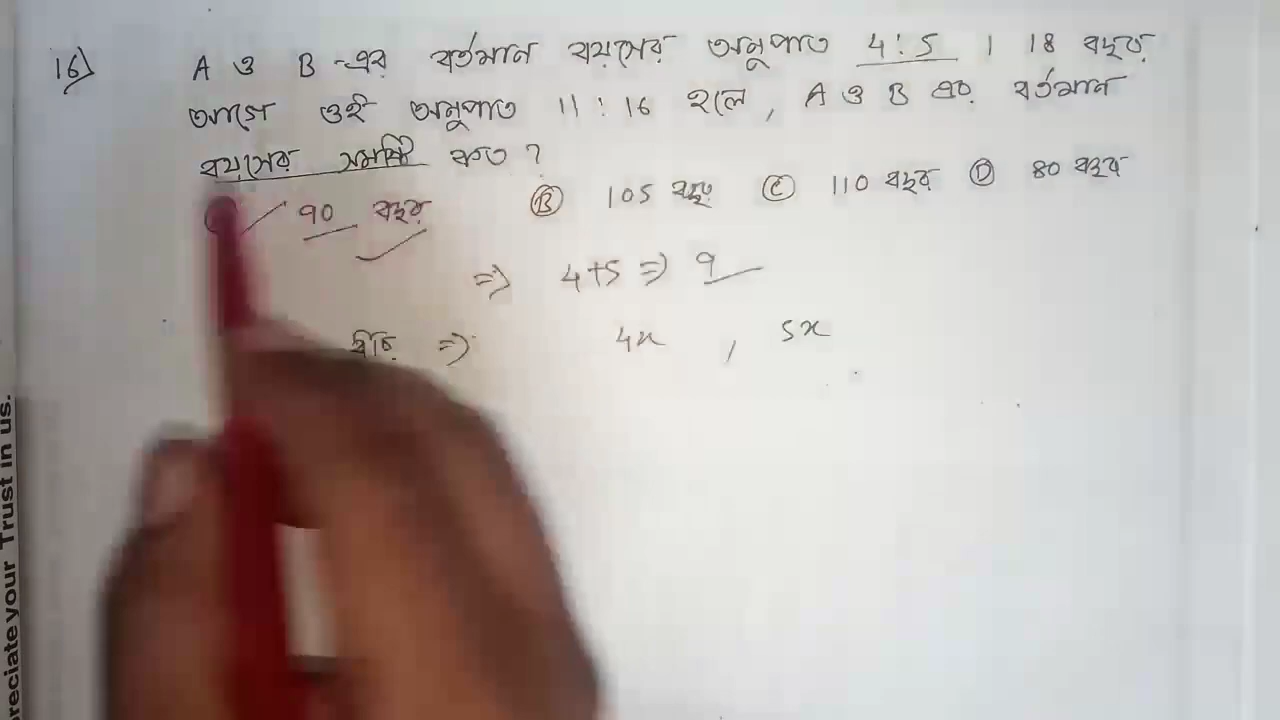 16) A ও B -এর বর্তমান বয়সের অনুপাত 4:5 । 18 বছর
আগে ওই অনুপাত 11:16 হলে, A ও B এর বর্তমান
বয়সের সমষ্টি কত ?
90 বছর B 105 বছর C 110 বছর D 80 বছর
=> 4+5 => 9
ধরি => 4x , 5x
preciate your Trust in us.